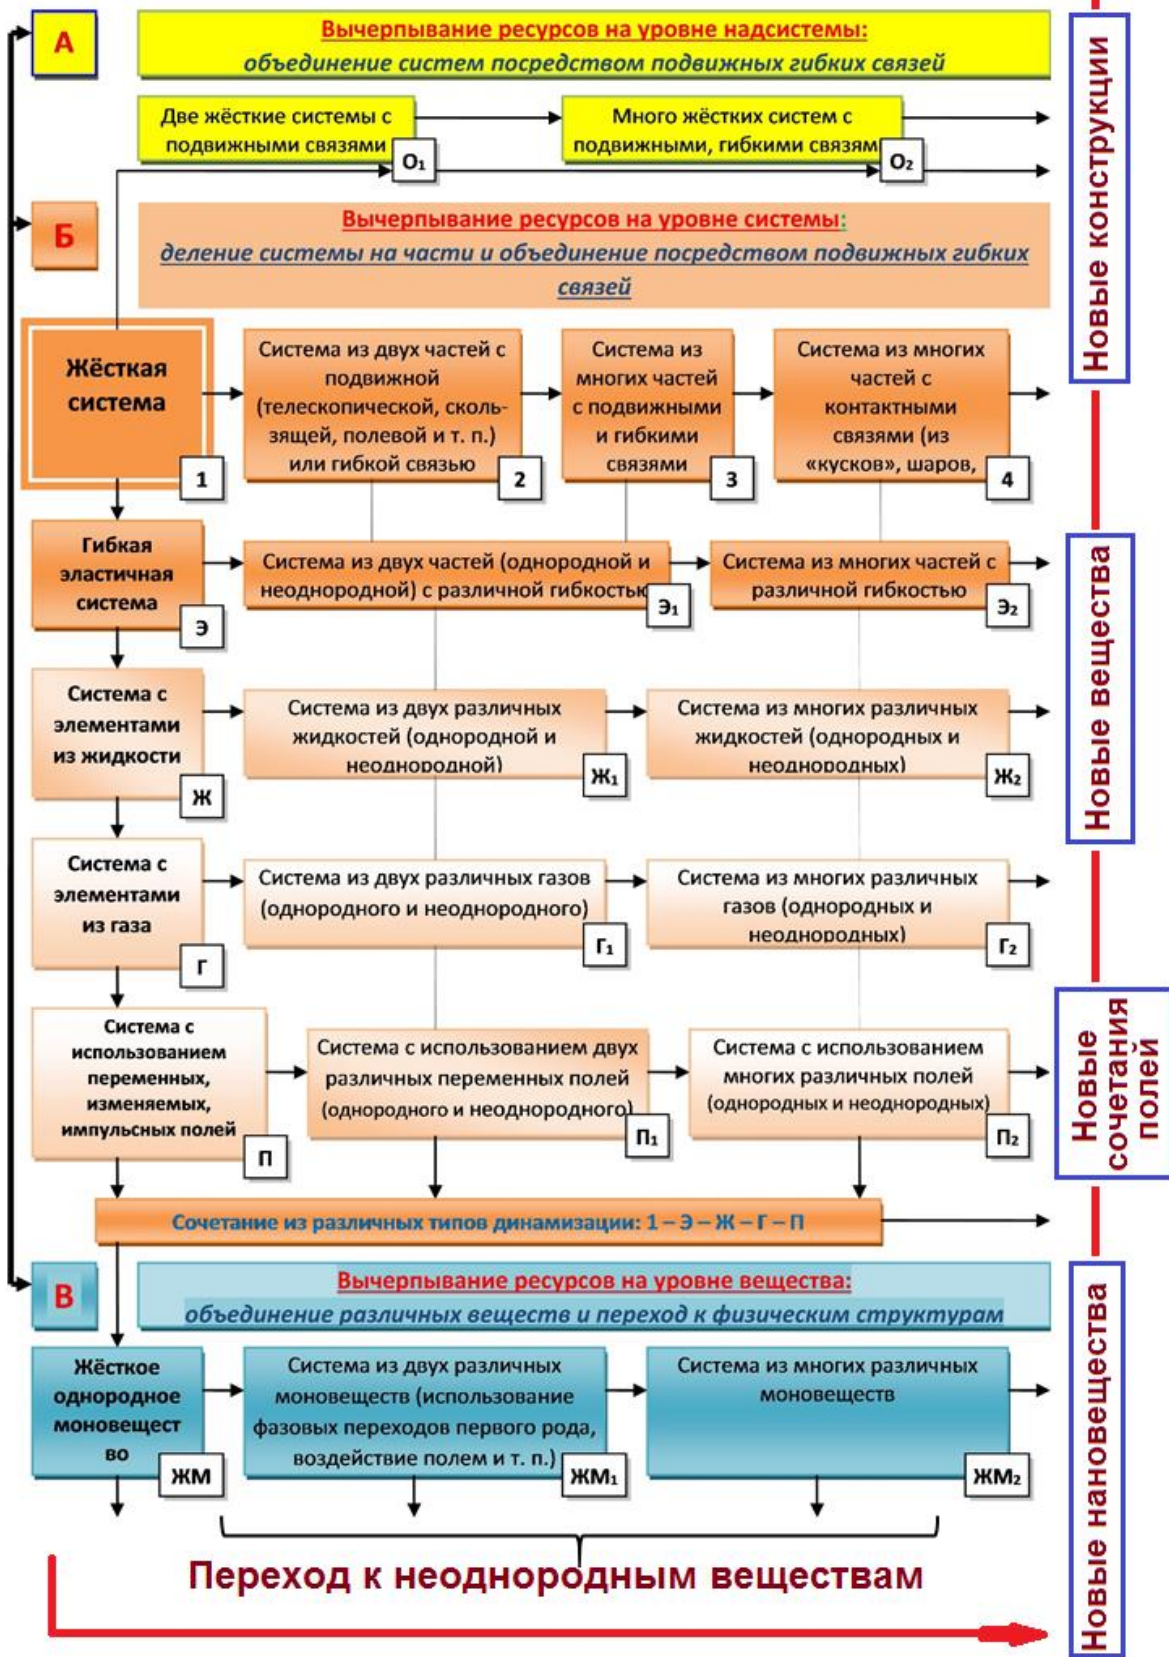 А
Вычерпывание ресурсов на уровне надсистемы:
объединение систем посредством подвижных гибких связей
Две жёсткие системы с
подвижными связями
О₁
Много жёстких систем с
подвижными, гибкими связям
О₂
Б
Вычерпывание ресурсов на уровне системы:
деление системы на части и объединение посредством подвижных гибких
связей
Жёсткая
система
1
Система из двух частей с
подвижной
(телескопической, сколь-
зящей, полевой и т. п.)
или гибкой связью
2
Система из
многих частей
с подвижными
и гибкими
связями
3
Система из многих
частей с
контактными
связями (из
«кусков», шаров,
4
Гибкая
эластичная
система
Э
Система из двух частей (однородной и
неоднородной) с различной гибкостью
Э₁
Система из многих частей с
различной гибкостью
Э₂
Система с
элементами
из жидкости
Ж
Система из двух различных
жидкостей (однородной и
неоднородной)
Ж₁
Система из многих различных
жидкостей (однородных и
неоднородных)
Ж₂
Система с
элементами
из газа
Г
Система из двух различных газов
(однородного и неоднородного)
Г₁
Система из многих различных
газов (однородных и
неоднородных)
Г₂
Система с
использованием
переменных,
изменяемых,
импульсных полей
П
Система с использованием двух
различных переменных полей
(однородного и неоднородного)
П₁
Система с использованием
многих различных полей
(однородных и неоднородных)
П₂
Сочетание из различных типов динамизации: 1 – Э – Ж – Г – П
В
Вычерпывание ресурсов на уровне вещества:
объединение различных веществ и переход к физическим структурам
Жёсткое
однородное
моновещест
во
ЖМ
Система из двух различных
моновеществ (использование
фазовых переходов первого рода,
воздействие полем и т. п.)
ЖМ₁
Система из многих различных
моновеществ
ЖМ₂
Переход к неоднородным веществам
Новые конструкции
Новые вещества
Новые
сочетания
полей
Новые нановещества